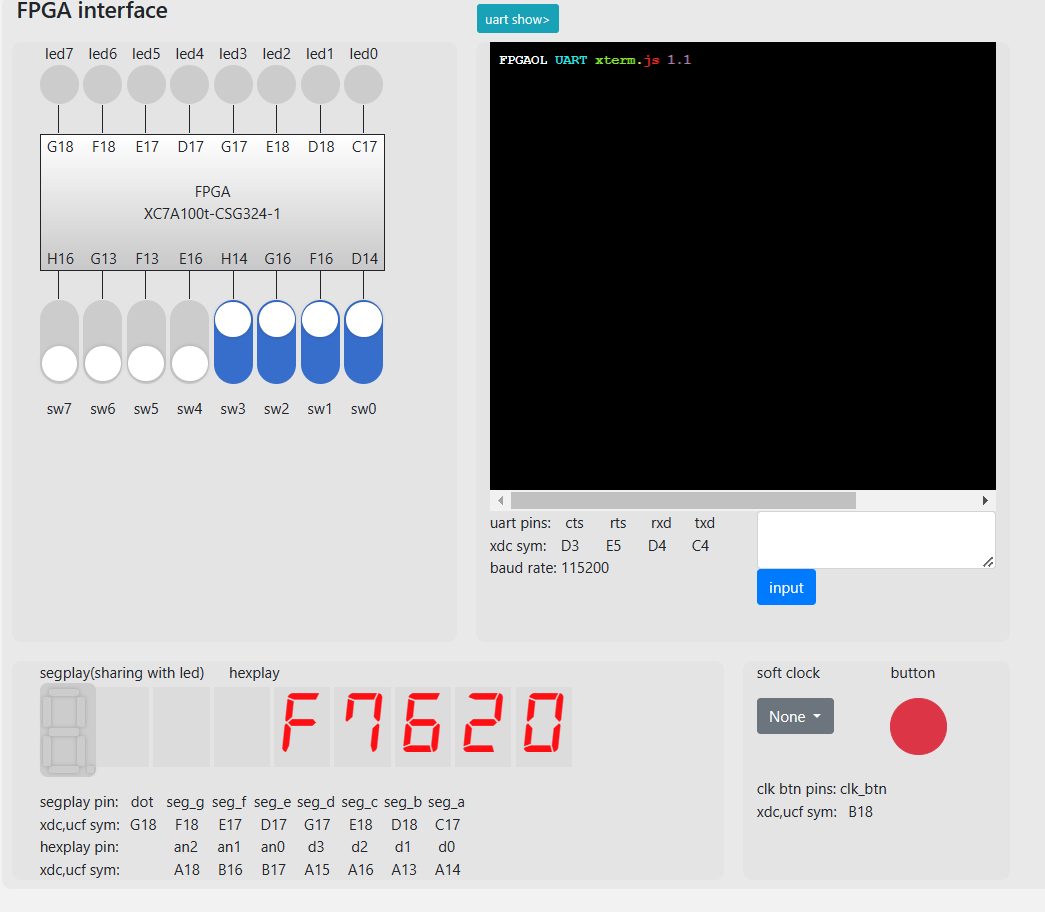 FPGA interface
uart show>
led7 led6 led5 led4 led3 led2 led1 led0
G18 F18 E17 D17 G17 E18 D18 C17
FPGA
XC7A100t-CSG324-1
H16 G13 F13 E16 H14 G16 F16 D14
sw7 sw6 sw5 sw4 sw3 sw2 sw1 sw0
FPGAOL UART xterm.js 1.1
uart pins: cts rts rxd txd
xdc sym: D3 E5 D4 C4
baud rate: 115200
input
segplay(sharing with led) hexplay
F7620
segplay pin: dot seg_g seg_f seg_e seg_d seg_c seg_b seg_a
xdc,ucf sym: G18 F18 E17 D17 G17 E18 D18 C17
hexplay pin: an2 an1 an0 d3 d2 d1 d0
xdc,ucf sym: A18 B16 B17 A15 A16 A13 A14
soft clock button
None
clk btn pins: clk_btn
xdc,ucf sym: B18